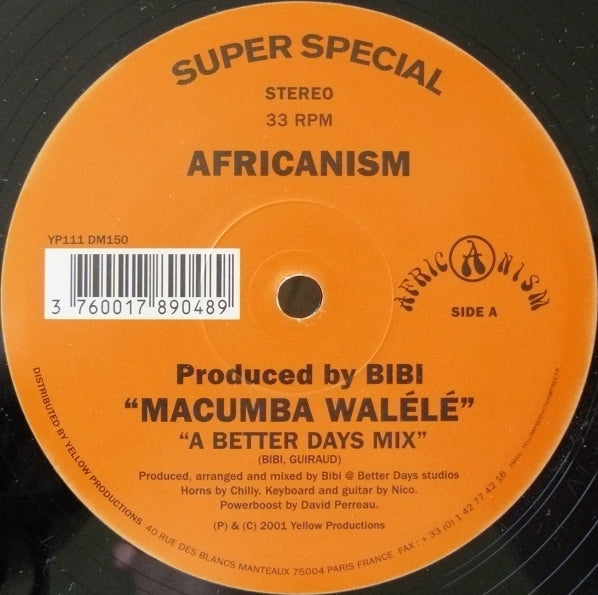 SUPER SPECIAL
STEREO
33 RPM
AFRICANISM
YP111 DM150
3 760017 890489
AFRICANISM
SIDE A
Produced by BIBI
“MACUMBA WALÉLÉ”
“A BETTER DAYS MIX”
(BIBI, GUIRAUD)
Produced, arranged and mixed by Bibi @ Better Days studios
Horns by Chilly. Keyboard and guitar by Nico.
Powerboost by David Perreau.
(P) & (C) 2001 Yellow Productions
DISTRIBUTED BY YELLOW PRODUCTIONS 40 RUE DES BLANCS MANTEAUX 75004 PARIS FRANCE FAX : + 33 (0) 1 42 77 42 16